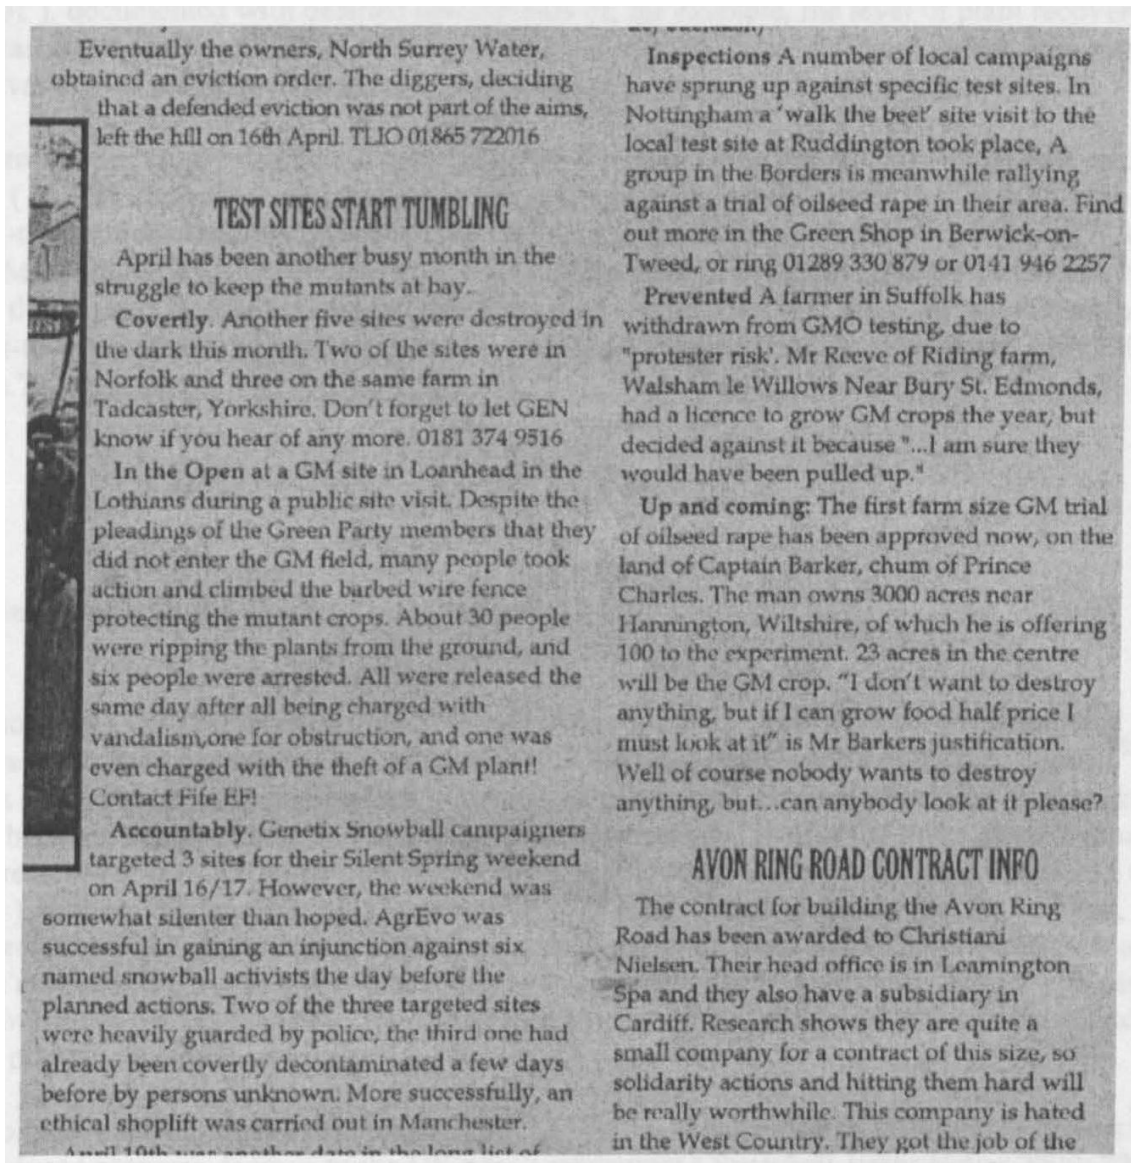 Eventually the owners, North Surrey Water,
obtained an eviction order. The diggers, deciding
that a defended eviction was not part of the aims,
left the hill on 16th April. TLIO 01865 722016
TEST SITES START TUMBLING
April has been another busy month in the
struggle to keep the mutants at bay.
Covertly. Another five sites were destroyed in
the dark this month. Two of the sites were in
Norfolk and three on the same farm in
Tadcaster, Yorkshire. Don't forget to let GEN
know if you hear of any more. 0181 374 9516
In the Open at a GM site in Loanhead in the
Lothians during a public site visit. Despite the
pleadings of the Green Party members that they
did not enter the GM field, many people took
action and climbed the barbed wire fence
protecting the mutant crops. About 30 people
were ripping the plants from the ground, and
six people were arrested. All were released the
same day after all being charged with
vandalism,one for obstruction, and one was
even charged with the theft of a GM plant!
Contact Fife EF!
Accountably. Genetix Snowball campaigners
targeted 3 sites for their Silent Spring weekend
on April 16/17. However, the weekend was
somewhat silenter than hoped. AgrEvo was
successful in gaining an injunction against six
named snowball activists the day before the
planned actions. Two of the three targeted sites
were heavily guarded by police, the third one had
already been covertly decontaminated a few days
before by persons unknown. More successfully, an
ethical shoplift was carried out in Manchester.
April 10th was another date in the long list of
Inspections A number of local campaigns
have sprung up against specific test sites. In
Nottingham a 'walk the beet' site visit to the
local test site at Ruddington took place, A
group in the Borders is meanwhile rallying
against a trial of oilseed rape in their area. Find
out more in the Green Shop in Berwick-on-
Tweed, or ring 01289 330 879 or 0141 946 2257
Prevented A farmer in Suffolk has
withdrawn from GMO testing, due to
"protester risk'. Mr Reeve of Riding farm,
Walsham le Willows Near Bury St. Edmonds,
had a licence to grow GM crops the year, but
decided against it because "...I am sure they
would have been pulled up."
Up and coming: The first farm size GM trial
of oilseed rape has been approved now, on the
land of Captain Barker, chum of Prince
Charles. The man owns 3000 acres near
Hannington, Wiltshire, of which he is offering
100 to the experiment. 23 acres in the centre
will be the GM crop. "I don't want to destroy
anything, but if I can grow food half price I
must look at it" is Mr Barkers justification.
Well of course nobody wants to destroy
anything, but...can anybody look at it please?
AVON RING ROAD CONTRACT INFO
The contract for building the Avon Ring
Road has been awarded to Christiani
Nielsen. Their head office is in Leamington
Spa and they also have a subsidiary in
Cardiff. Research shows they are quite a
small company for a contract of this size, so
solidarity actions and hitting them hard will
be really worthwhile. This company is hated
in the West Country. They got the job of the